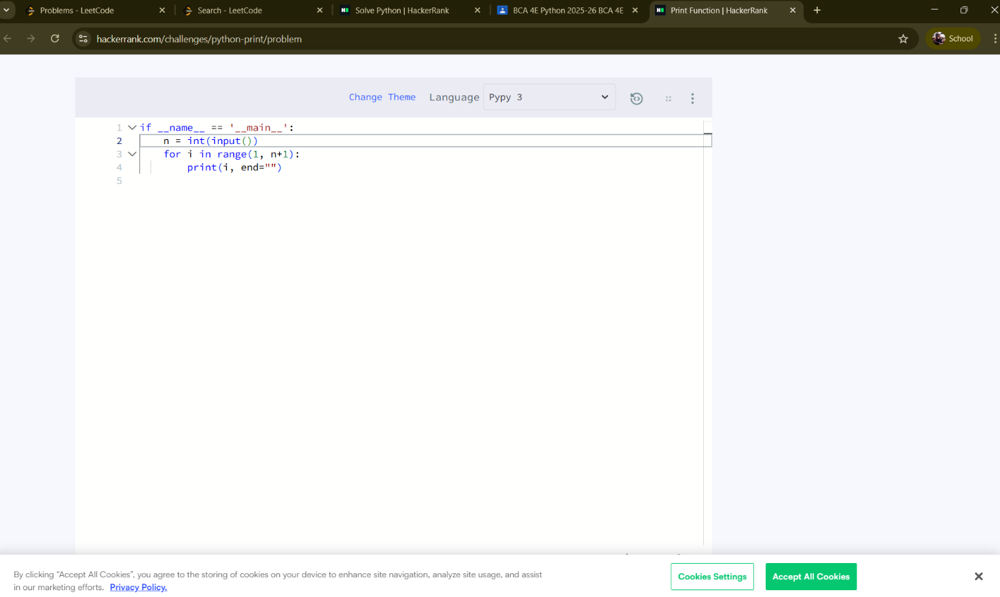 Problems - LeetCode
Search - LeetCode
Solve Python | HackerRank
BCA 4E Python 2025-26 BCA 4E
Print Function | HackerRank
hackerrank.com/challenges/python-print/problem
School
Change Theme
Language
Pypy 3
1 if __name__ == '__main__':
2 n = int(input())
3 for i in range(1, n+1):
4 print(i, end="")
5
By clicking “Accept All Cookies”, you agree to the storing of cookies on your device to enhance site navigation, analyze site usage, and assist
in our marketing efforts. Privacy Policy.
Cookies Settings
Accept All Cookies